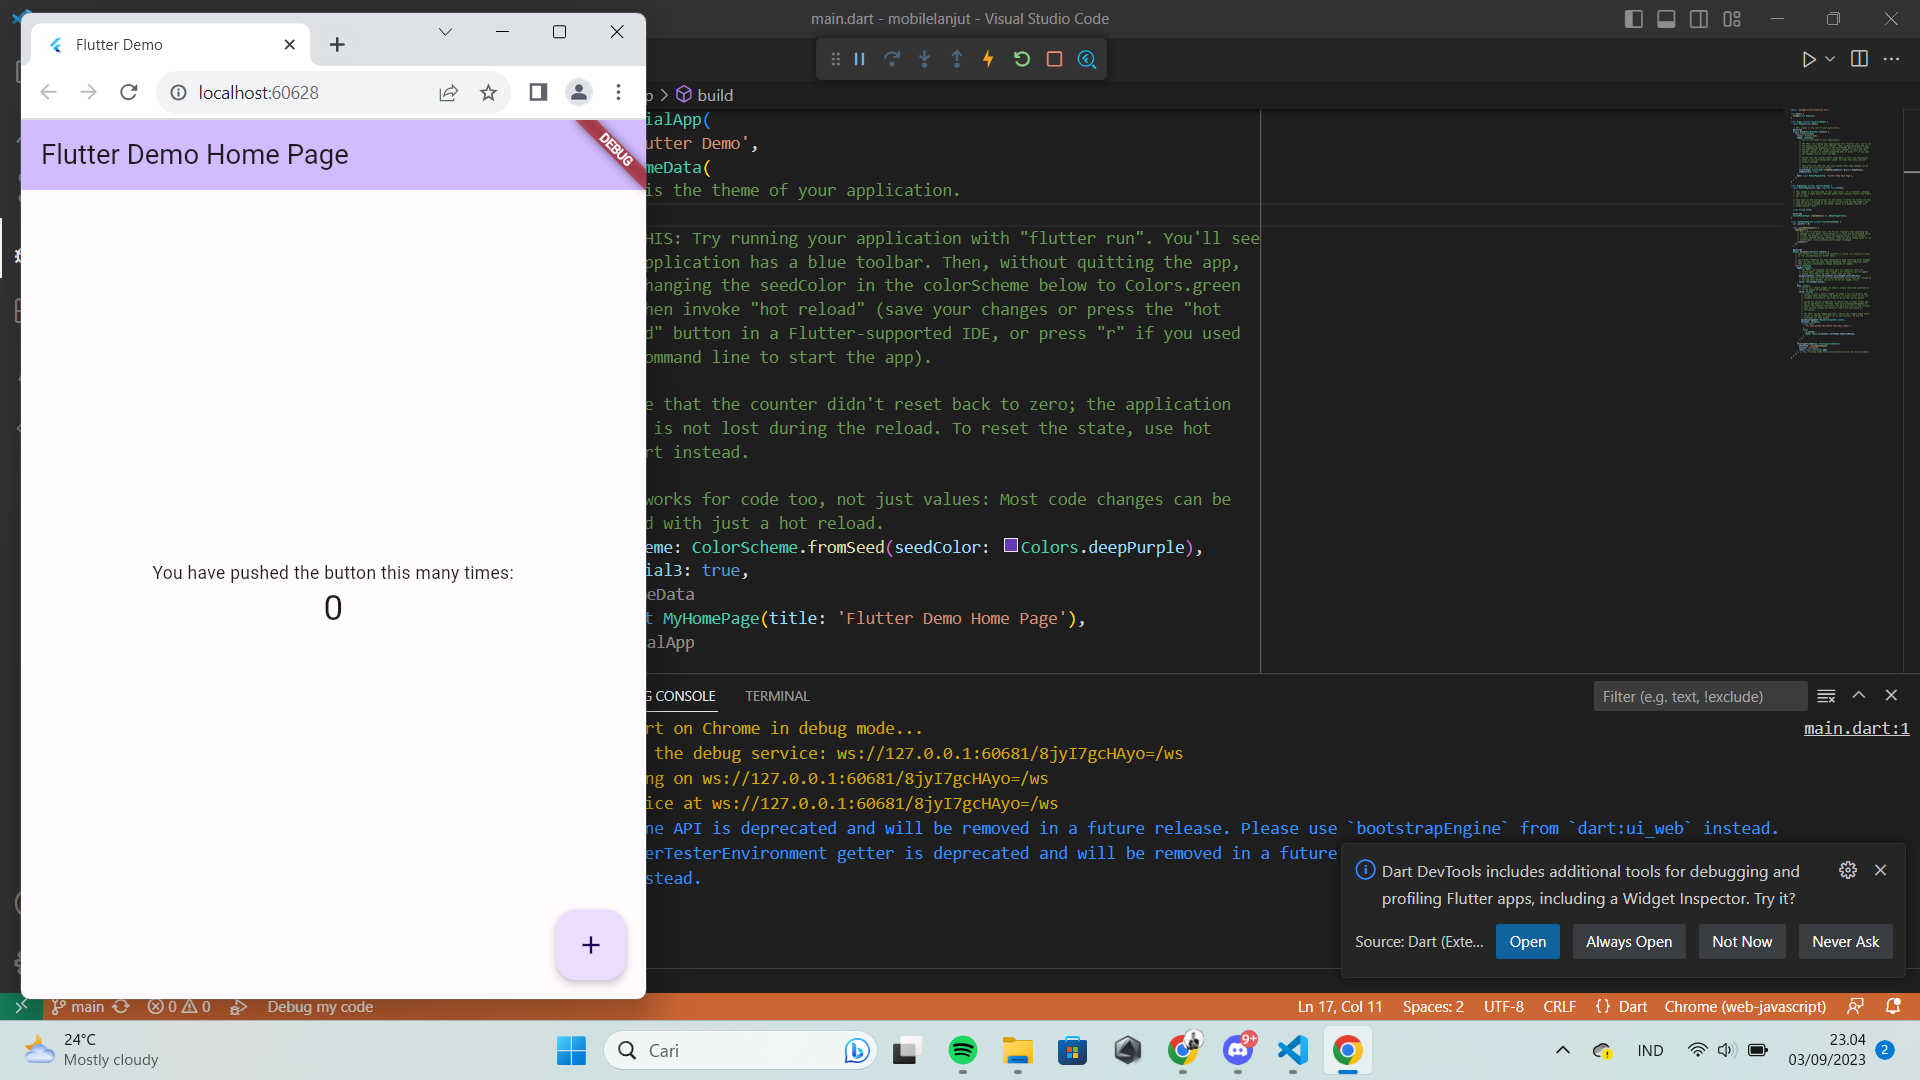 main.dart - mobilelanjut - Visual Studio Code
Flutter Demo
localhost:60628
build
Flutter Demo Home Page
DEBUG
You have pushed the button this many times:
0
+
ialApp(
utter Demo',
meData(
is the theme of your application.
HIS: Try running your application with "flutter run". You'll see
pplication has a blue toolbar. Then, without quitting the app,
hanging the seedColor in the colorScheme below to Colors.green
hen invoke "hot reload" (save your changes or press the "hot
d" button in a Flutter-supported IDE, or press "r" if you used
ommand line to start the app).
e that the counter didn't reset back to zero; the application
is not lost during the reload. To reset the state, use hot
rt instead.
works for code too, not just values: Most code changes can be
d with just a hot reload.
eme: ColorScheme.fromSeed(seedColor: Colors.deepPurple),
ial3: true,
eData
t MyHomePage(title: 'Flutter Demo Home Page'),
alApp
G CONSOLE
TERMINAL
Filter (e.g. text, !exclude)
rt on Chrome in debug mode...
main.dart:1
the debug service: ws://127.0.0.1:60681/8jyI7gcHAyo=/ws
ng on ws://127.0.0.1:60681/8jyI7gcHAyo=/ws
ice at ws://127.0.0.1:60681/8jyI7gcHAyo=/ws
ne API is deprecated and will be removed in a future release. Please use `bootstrapEngine` from `dart:ui_web` instead.
erTesterEnvironment getter is deprecated and will be removed in a future
stead.
Dart DevTools includes additional tools for debugging and
profiling Flutter apps, including a Widget Inspector. Try it?
Source: Dart (Exte...
Open
Always Open
Not Now
Never Ask
main
0
0
Debug my code
Ln 17, Col 11
Spaces: 2
UTF-8
CRLF
{} Dart
Chrome (web-javascript)
24°C
Mostly cloudy
Cari
9+
IND
23.04
03/09/2023
2